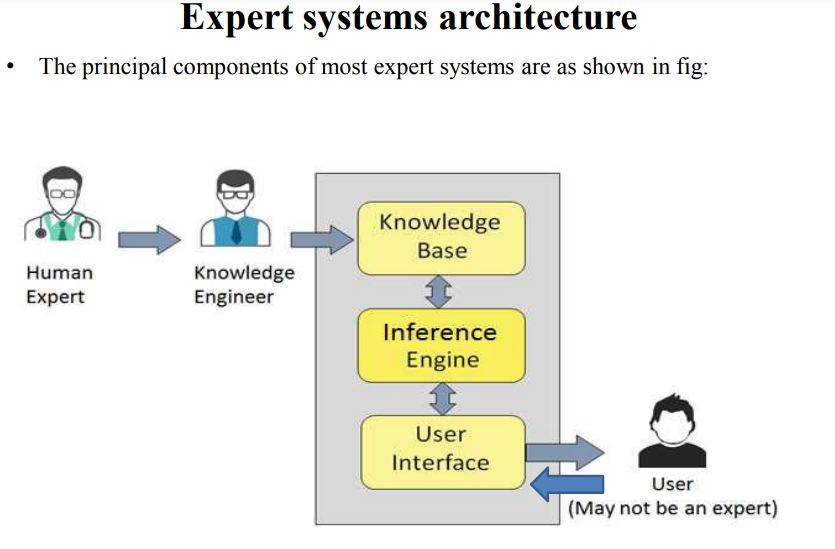 Expert systems architecture
• The principal components of most expert systems are as shown in fig:
Human
Expert
Knowledge
Engineer
Knowledge
Base
Inference
Engine
User
Interface
User
(May not be an expert)